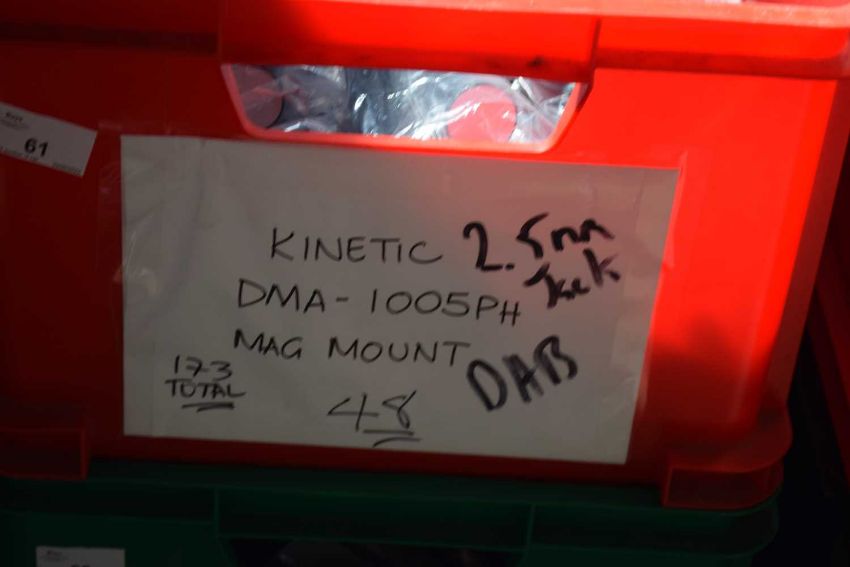 61
KINETIC 2.5mm
Jack
DMA-1005PH
MAG MOUNT
DAB
173
TOTAL
48